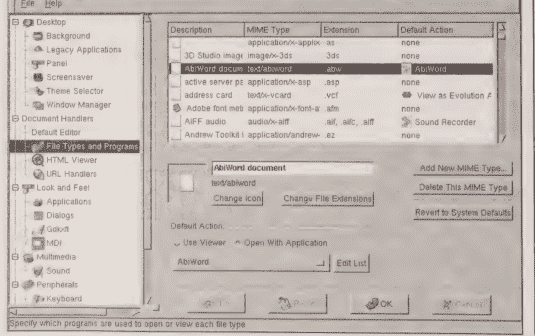 File Help
Desktop
Background
Legacy Applications
Panel
Screensaver
Theme Selector
Window Manager
Document Handlers
Default Editor
File Types and Programs
HTML Viewer
URL Handlers
Look and Feel
Applications
Dialogs
MDI
Multimedia
Sound
Peripherals
Keyboard
Description MIME Type Extension Default Action
application/x-applix as none
3D Studio imag image/x-3ds 3ds none
AbiWord docum text/abiword abw AbiWord
active server pa application/x-asp asp none
address card text/x-vcard .vcf View as Evolution A
Adobe font met application/x-font-a afm none
AIFF audio audio/x-aiff aif, aifc, aiff Sound Recorder
Andrew Toolkit application/andrew- .ez none
AbiWord document
text/abiword
Change Icon Change File Extensions
Add New MIME Type...
Delete This MIME Type
Revert to System Defaults
Default Action:
Use Viewer Open With Application
AbiWord Edit List
OK Cancel
Specify which programs are used to open or view each file type